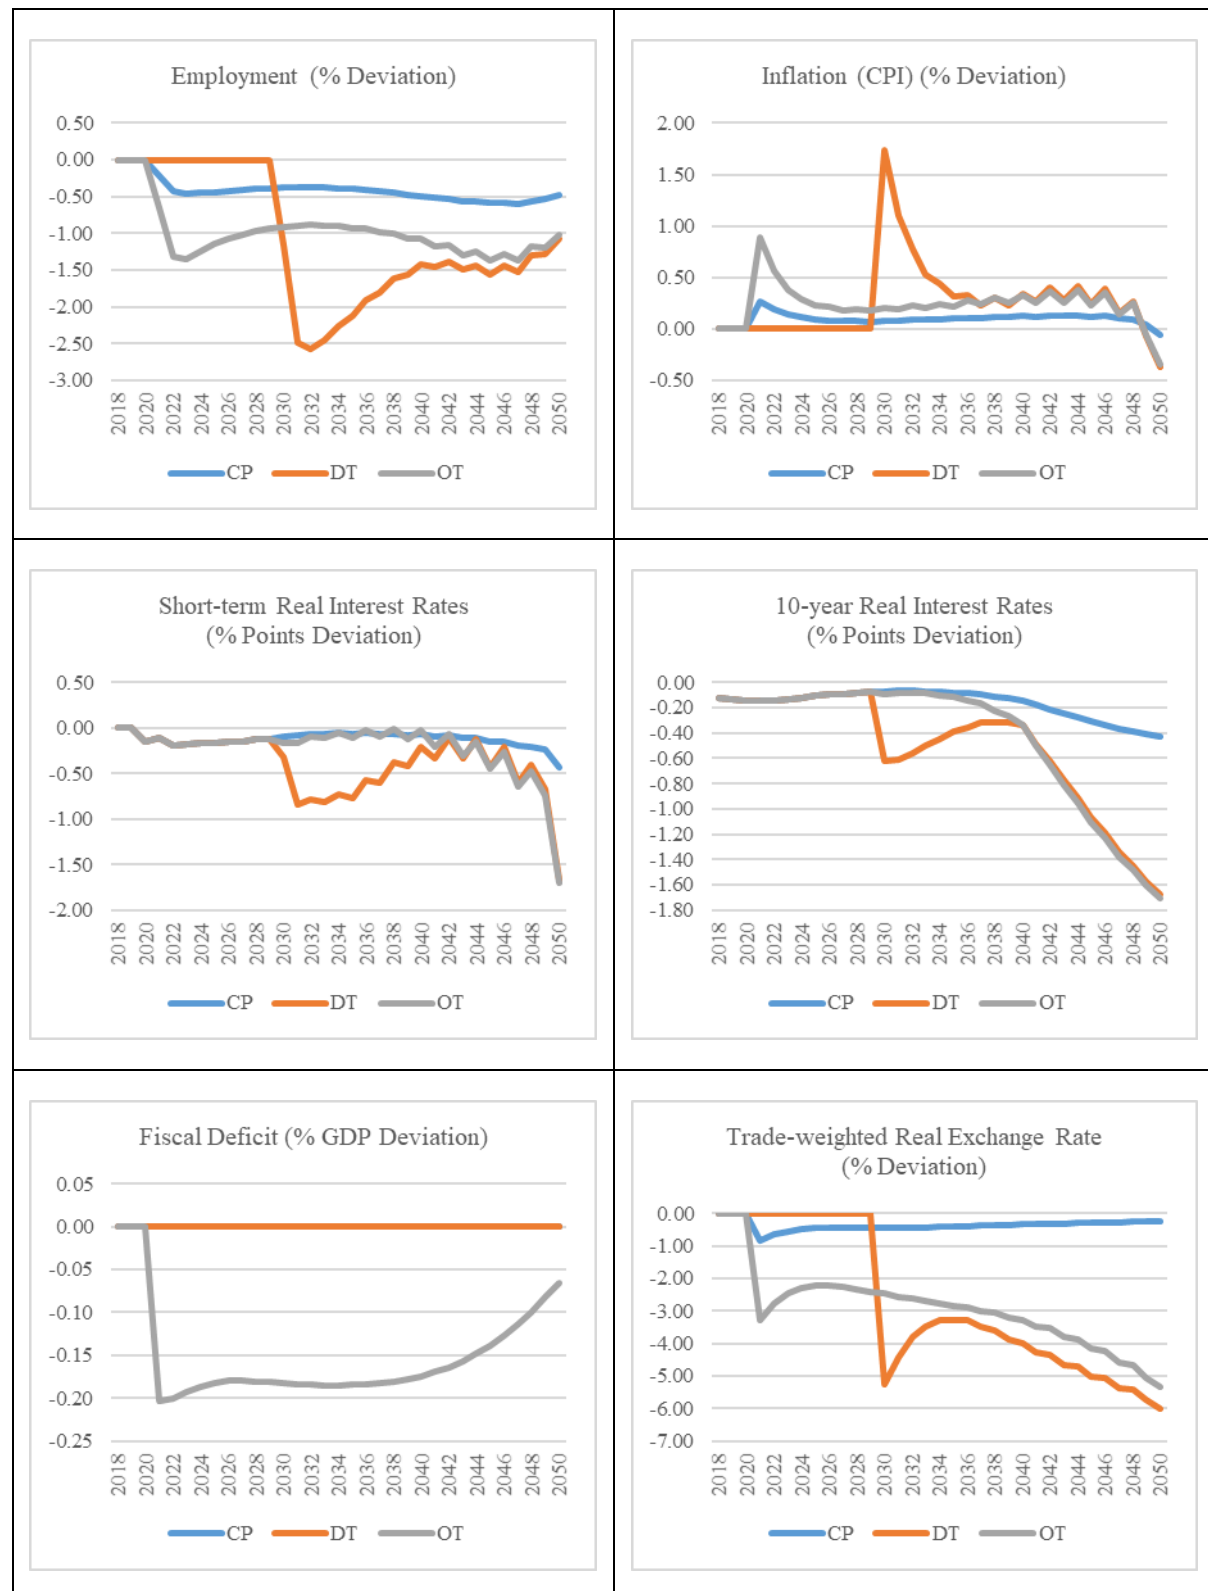 Employment (% Deviation)
0.50
0.00
-0.50
-1.00
-1.50
-2.00
-2.50
-3.00
2018 2020 2022 2024 2026 2028 2030 2032 2034 2036 2038 2040 2042 2044 2046 2048 2050
CP DT OT
Inflation (CPI) (% Deviation)
2.00
1.50
1.00
0.50
0.00
-0.50
2018 2020 2022 2024 2026 2028 2030 2032 2034 2036 2038 2040 2042 2044 2046 2048 2050
CP DT OT
Short-term Real Interest Rates
(% Points Deviation)
0.50
0.00
-0.50
-1.00
-1.50
-2.00
2018 2020 2022 2024 2026 2028 2030 2032 2034 2036 2038 2040 2042 2044 2046 2048 2050
CP DT OT
10-year Real Interest Rates
(% Points Deviation)
0.00
-0.20
-0.40
-0.60
-0.80
-1.00
-1.20
-1.40
-1.60
-1.80
2018 2020 2022 2024 2026 2028 2030 2032 2034 2036 2038 2040 2042 2044 2046 2048 2050
CP DT OT
Fiscal Deficit (% GDP Deviation)
0.05
0.00
-0.05
-0.10
-0.15
-0.20
-0.25
2018 2020 2022 2024 2026 2028 2030 2032 2034 2036 2038 2040 2042 2044 2046 2048 2050
CP DT OT
Trade-weighted Real Exchange Rate
(% Deviation)
0.00
-1.00
-2.00
-3.00
-4.00
-5.00
-6.00
-7.00
2018 2020 2022 2024 2026 2028 2030 2032 2034 2036 2038 2040 2042 2044 2046 2048 2050
CP DT OT